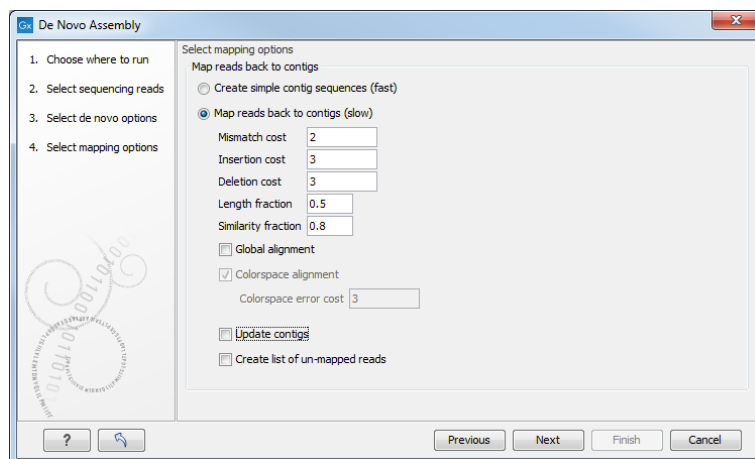 Gx De Novo Assembly
1. Choose where to run
2. Select sequencing reads
3. Select de novo options
4. Select mapping options
Select mapping options
Map reads back to contigs
Create simple contig sequences (fast)
Map reads back to contigs (slow)
Mismatch cost 2
Insertion cost 3
Deletion cost 3
Length fraction 0.5
Similarity fraction 0.8
Global alignment
Colorspace alignment
Colorspace error cost 3
Update contigs
Create list of un-mapped reads
? Previous Next Finish Cancel